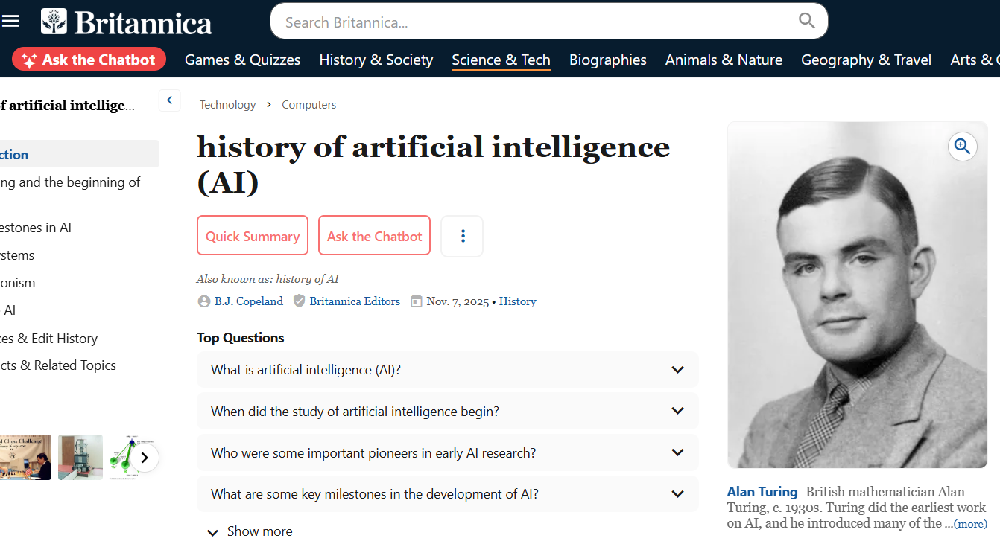 Britannica
Search Britannica...
Ask the Chatbot
Games & Quizzes
History & Society
Science & Tech
Biographies
Animals & Nature
Geography & Travel
Arts &
f artificial intellige...
ction
ng and the beginning of
estones in AI
stems
onism
AI
es & Edit History
cts & Related Topics
Chess Challenge
Technology > Computers
history of artificial intelligence
(AI)
Quick Summary
Ask the Chatbot
Also known as: history of AI
B.J. Copeland Britannica Editors Nov. 7, 2025 • History
Top Questions
What is artificial intelligence (AI)?
When did the study of artificial intelligence begin?
Who were some important pioneers in early AI research?
What are some key milestones in the development of AI?
Show more
Alan Turing British mathematician Alan
Turing, c. 1930s. Turing did the earliest work
on AI, and he introduced many of the ...(more)